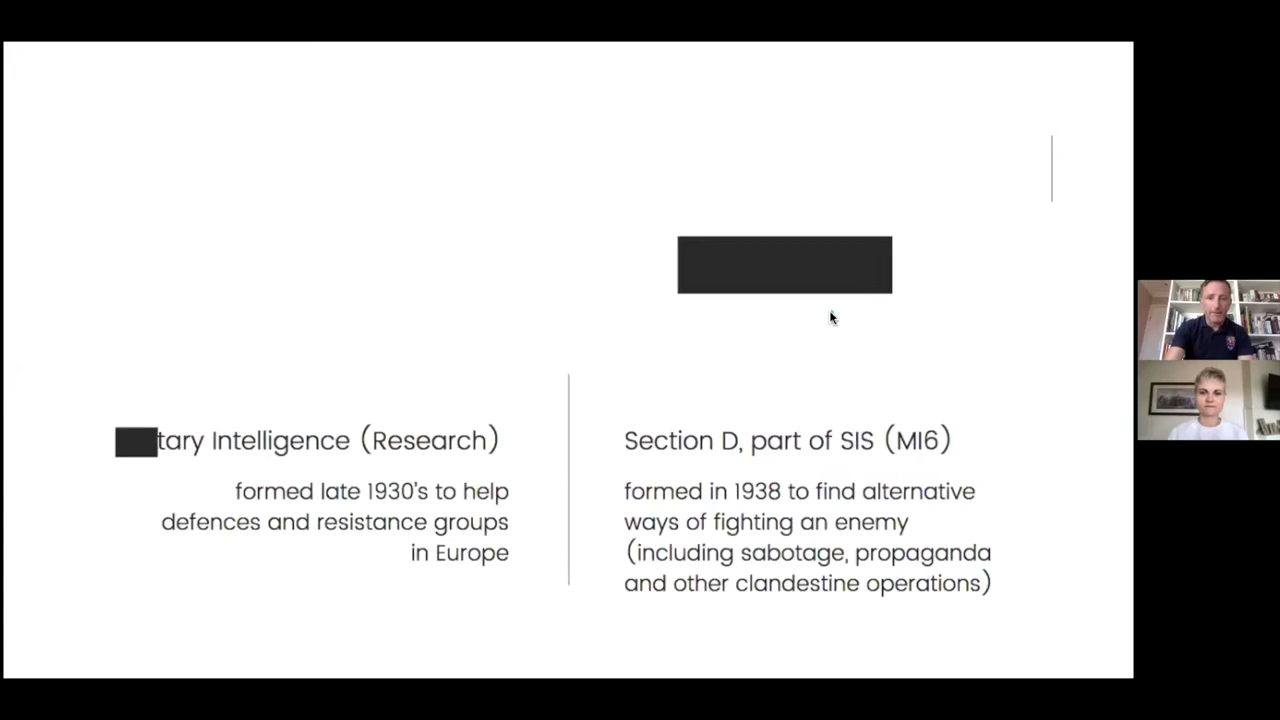 tary Intelligence (Research)
formed late 1930's to help
defences and resistance groups
in Europe
Section D, part of SIS (MI6)
formed in 1938 to find alternative
ways of fighting an enemy
(including sabotage, propaganda
and other clandestine operations)